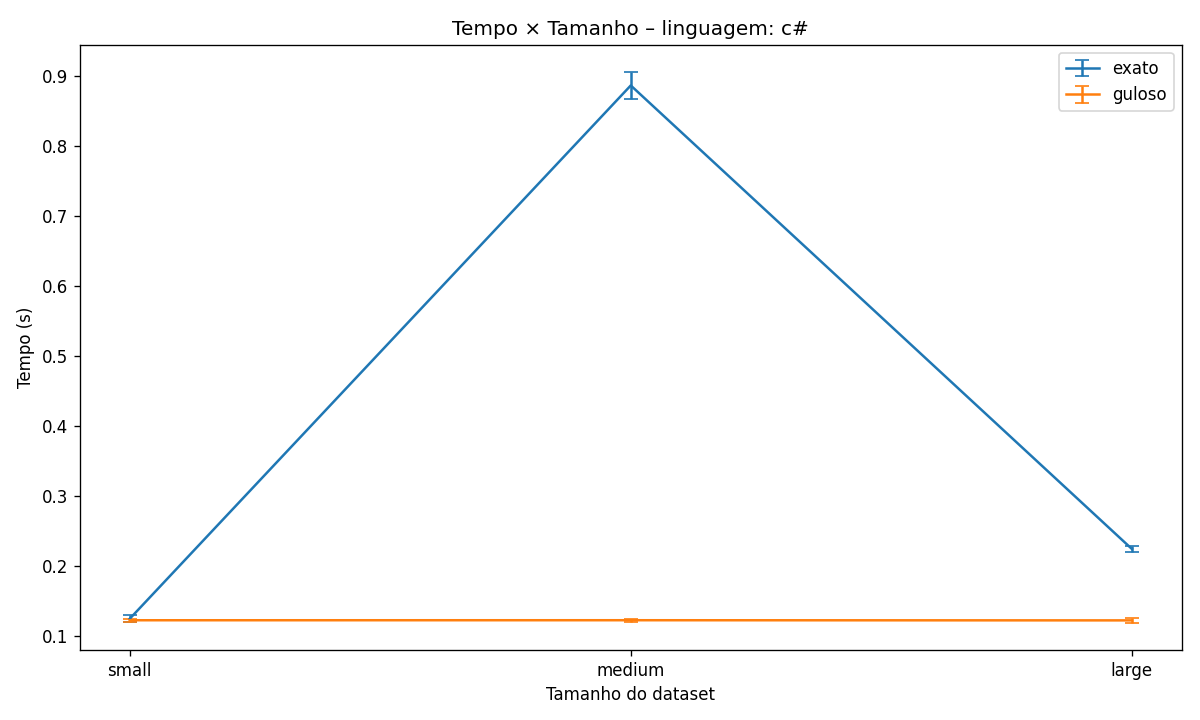 Tempo × Tamanho – linguagem: c#
exato
guloso
Tempo (s)
0.9
0.8
0.7
0.6
0.5
0.4
0.3
0.2
0.1
small medium large
Tamanho do dataset